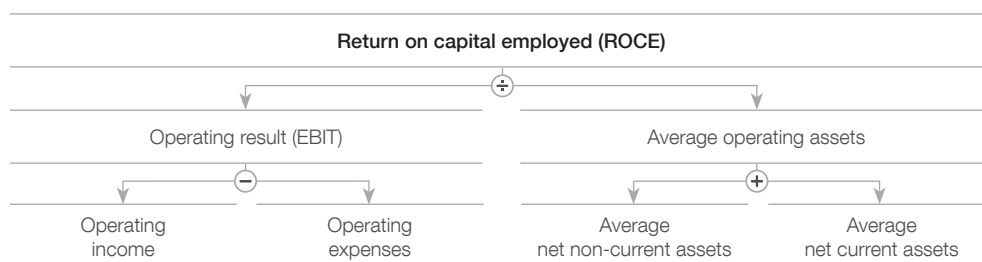 Return on capital employed (ROCE)
÷
Operating result (EBIT)
Average operating assets
−
+
Operating
income
Operating
expenses
Average
net non-current assets
Average
net current assets